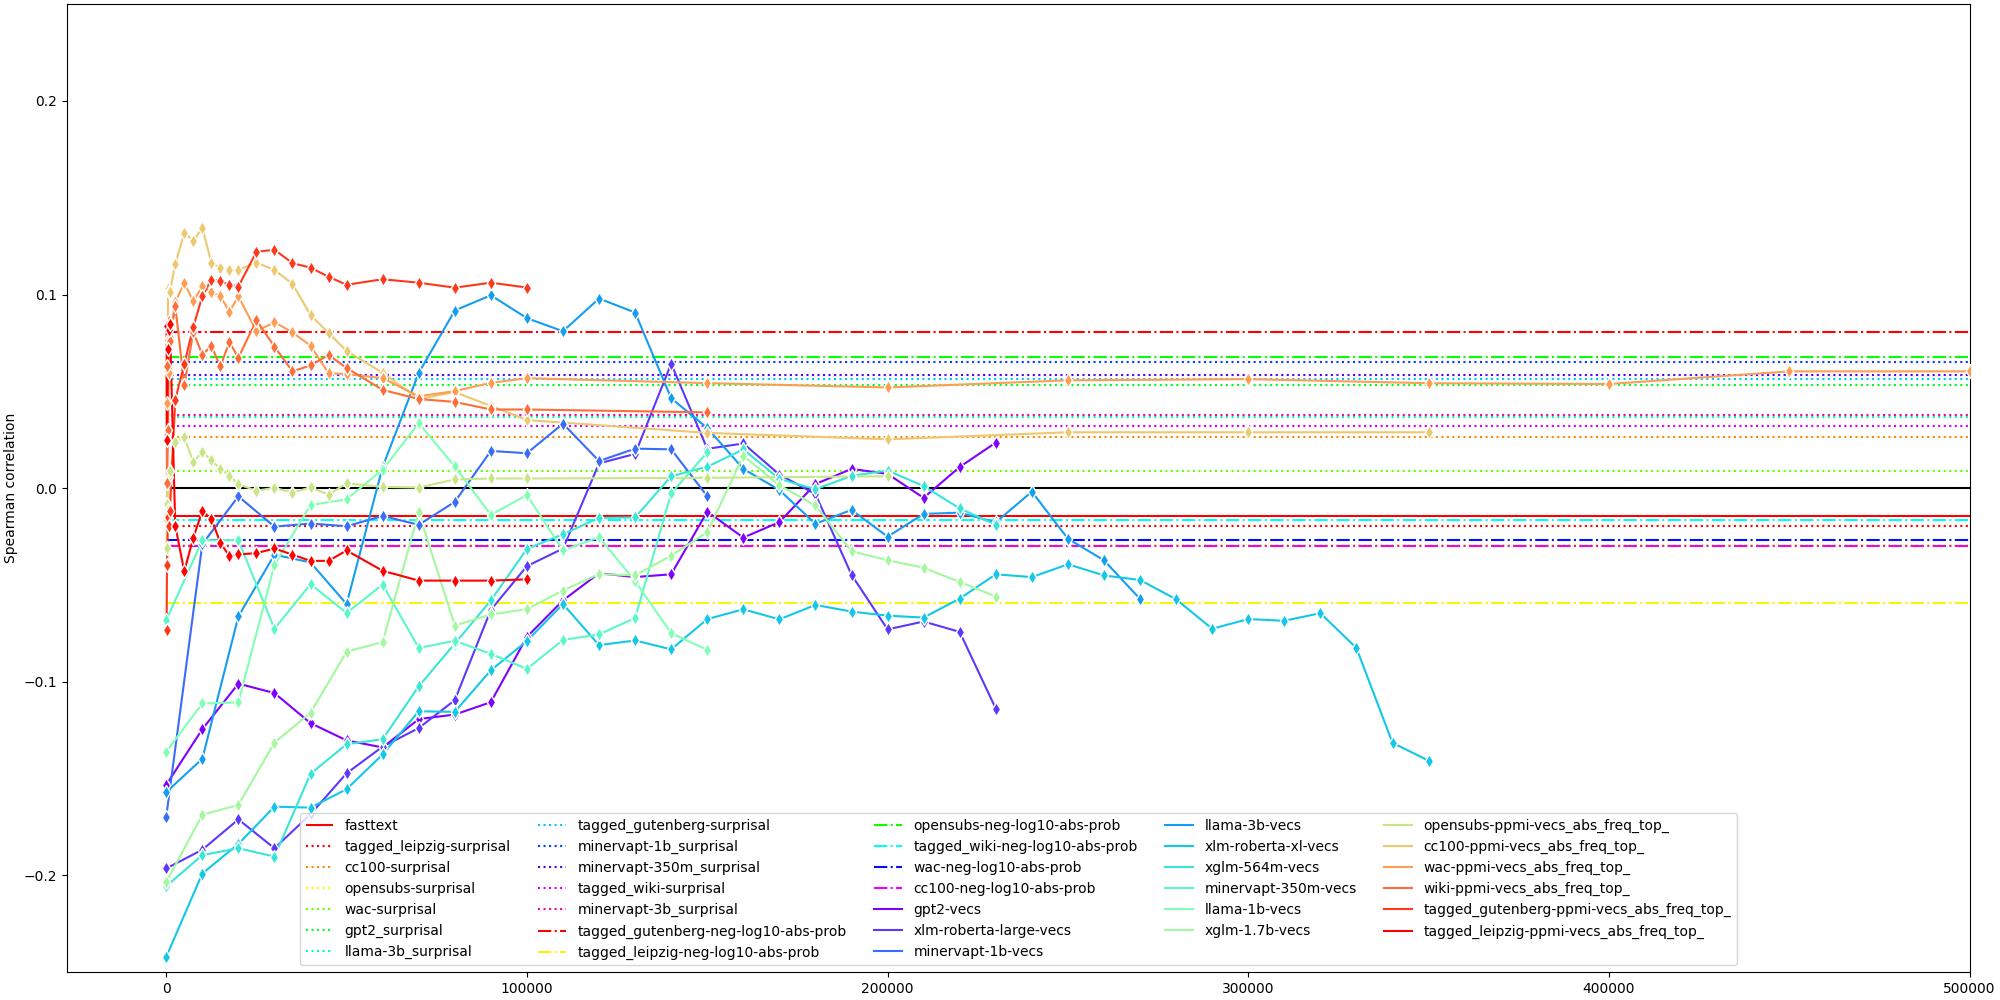 0.2
0.1
0.0
−0.1
−0.2
Spearman correlation
fasttext
tagged_leipzig-surprisal
cc100-surprisal
opensubs-surprisal
wac-surprisal
gpt2_surprisal
llama-3b_surprisal
tagged_gutenberg-surprisal
minervapt-1b_surprisal
minervapt-350m_surprisal
tagged_wiki-surprisal
minervapt-3b_surprisal
tagged_gutenberg-neg-log10-abs-prob
tagged_leipzig-neg-log10-abs-prob
opensubs-neg-log10-abs-prob
tagged_wiki-neg-log10-abs-prob
wac-neg-log10-abs-prob
cc100-neg-log10-abs-prob
gpt2-vecs
xlm-roberta-large-vecs
minervapt-1b-vecs
llama-3b-vecs
xlm-roberta-xl-vecs
xglm-564m-vecs
minervapt-350m-vecs
llama-1b-vecs
xglm-1.7b-vecs
opensubs-ppmi-vecs_abs_freq_top_
cc100-ppmi-vecs_abs_freq_top_
wac-ppmi-vecs_abs_freq_top_
wiki-ppmi-vecs_abs_freq_top_
tagged_gutenberg-ppmi-vecs_abs_freq_top_
tagged_leipzig-ppmi-vecs_abs_freq_top_
0 100000 200000 300000 400000 500000